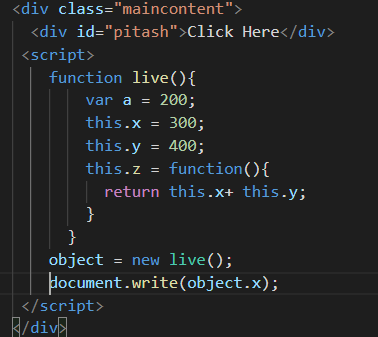 <div class="maincontent">
<div id="pitash">Click Here</div>
<script>
function live(){
var a = 200;
this.x = 300;
this.y = 400;
this.z = function(){
return this.x+ this.y;
}
}
object = new live();
document.write(object.x);
</script>
</div>